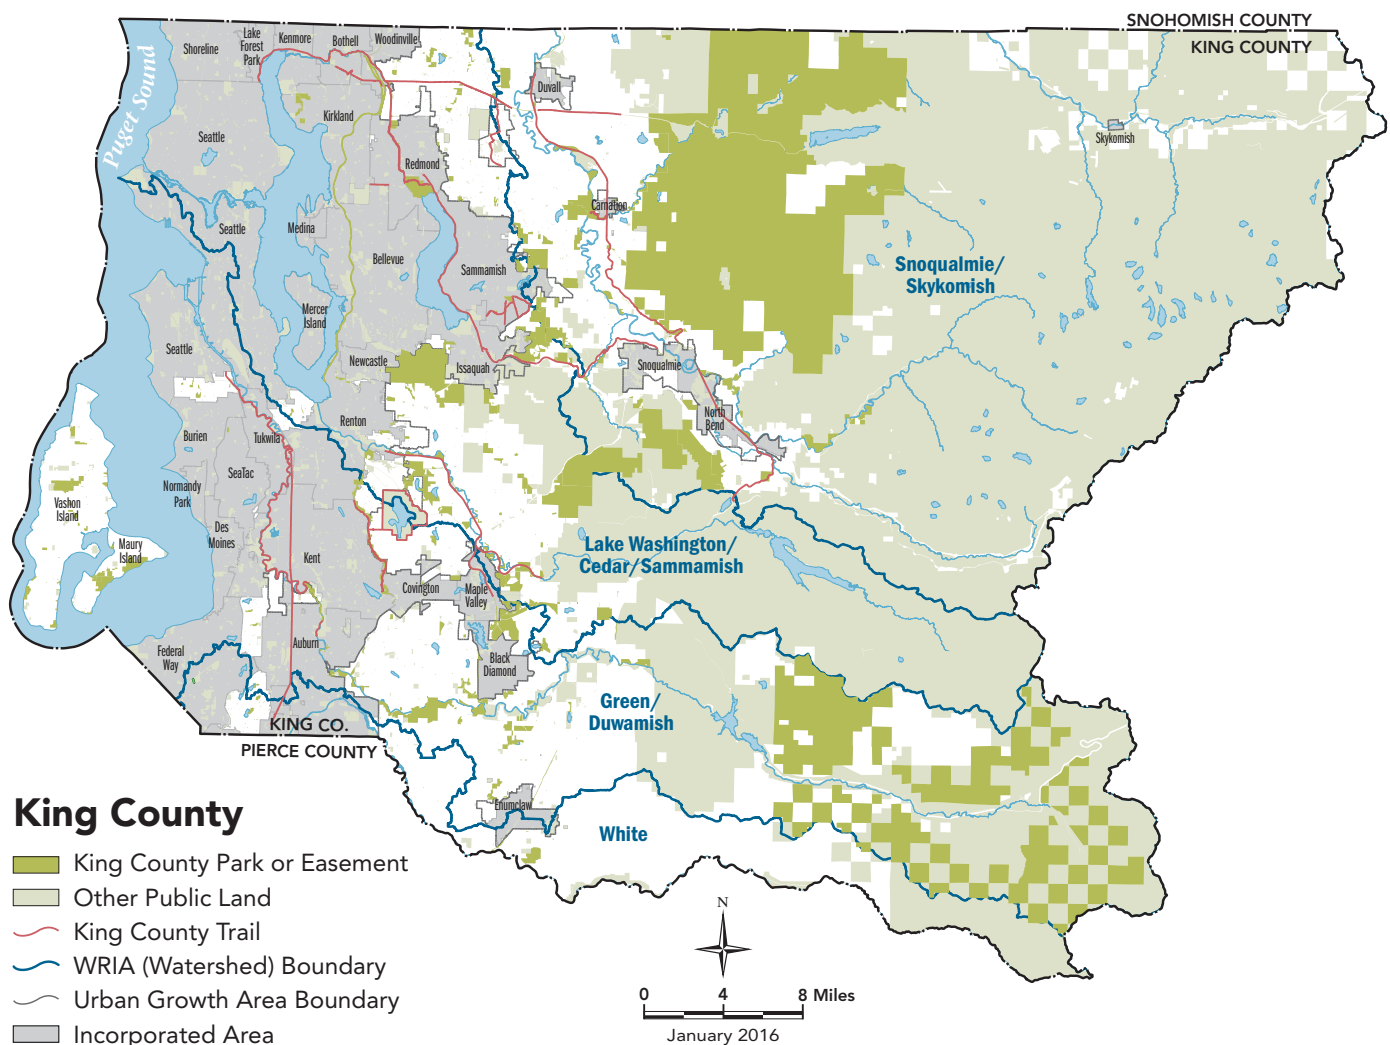 SNOHOMISH COUNTY
KING COUNTY
Puget Sound
Shoreline
Lake
Forest
Park
Kenmore
Bothell
Woodinville
Duvall
Kirkland
Seattle
Redmond
Skykomish
Carnation
Seattle
Medina
Bellevue
Sammamish
Snoqualmie/
Skykomish
Mercer
Island
Seattle
Newcastle
Issaquah
Snoqualmie
North
Bend
Renton
Burien
Tukwila
SeaTac
Normandy
Park
Vashon
Island
Des
Moines
Maury
Island
Kent
Lake Washington/
Cedar/Sammamish
Covington
Maple
Valley
Auburn
Federal
Way
Black
Diamond
Green/
Duwamish
KING CO.
PIERCE COUNTY
Enumclaw
White
King County
King County Park or Easement
Other Public Land
King County Trail
WRIA (Watershed) Boundary
Urban Growth Area Boundary
Incorporated Area
N
0 4 8 Miles
January 2016